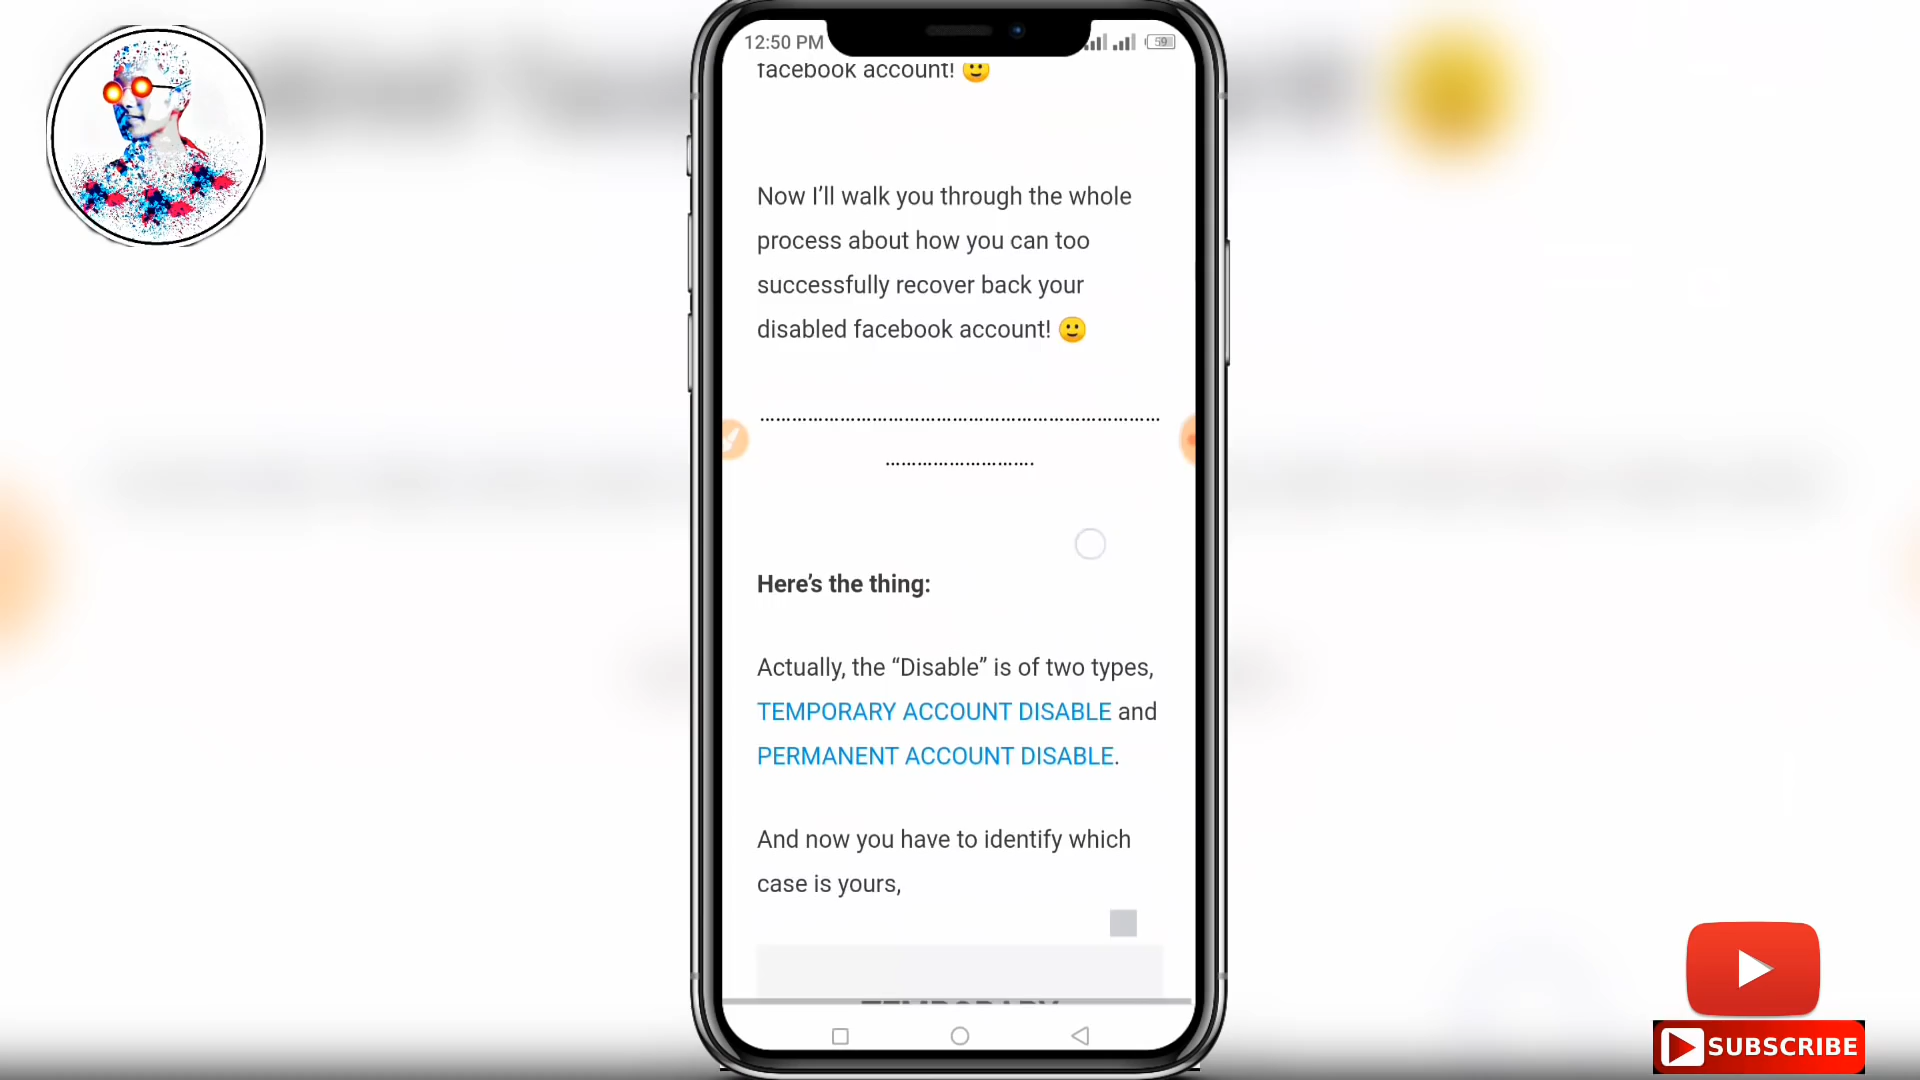 12:50 PM
59
facebook account! 🙂
Now I’ll walk you through the whole
process about how you can too
successfully recover back your
disabled facebook account! 🙂
................................................................
........................
Here’s the thing:
Actually, the “Disable” is of two types,
TEMPORARY ACCOUNT DISABLE and
PERMANENT ACCOUNT DISABLE.
And now you have to identify which
case is yours,
SUBSCRIBE